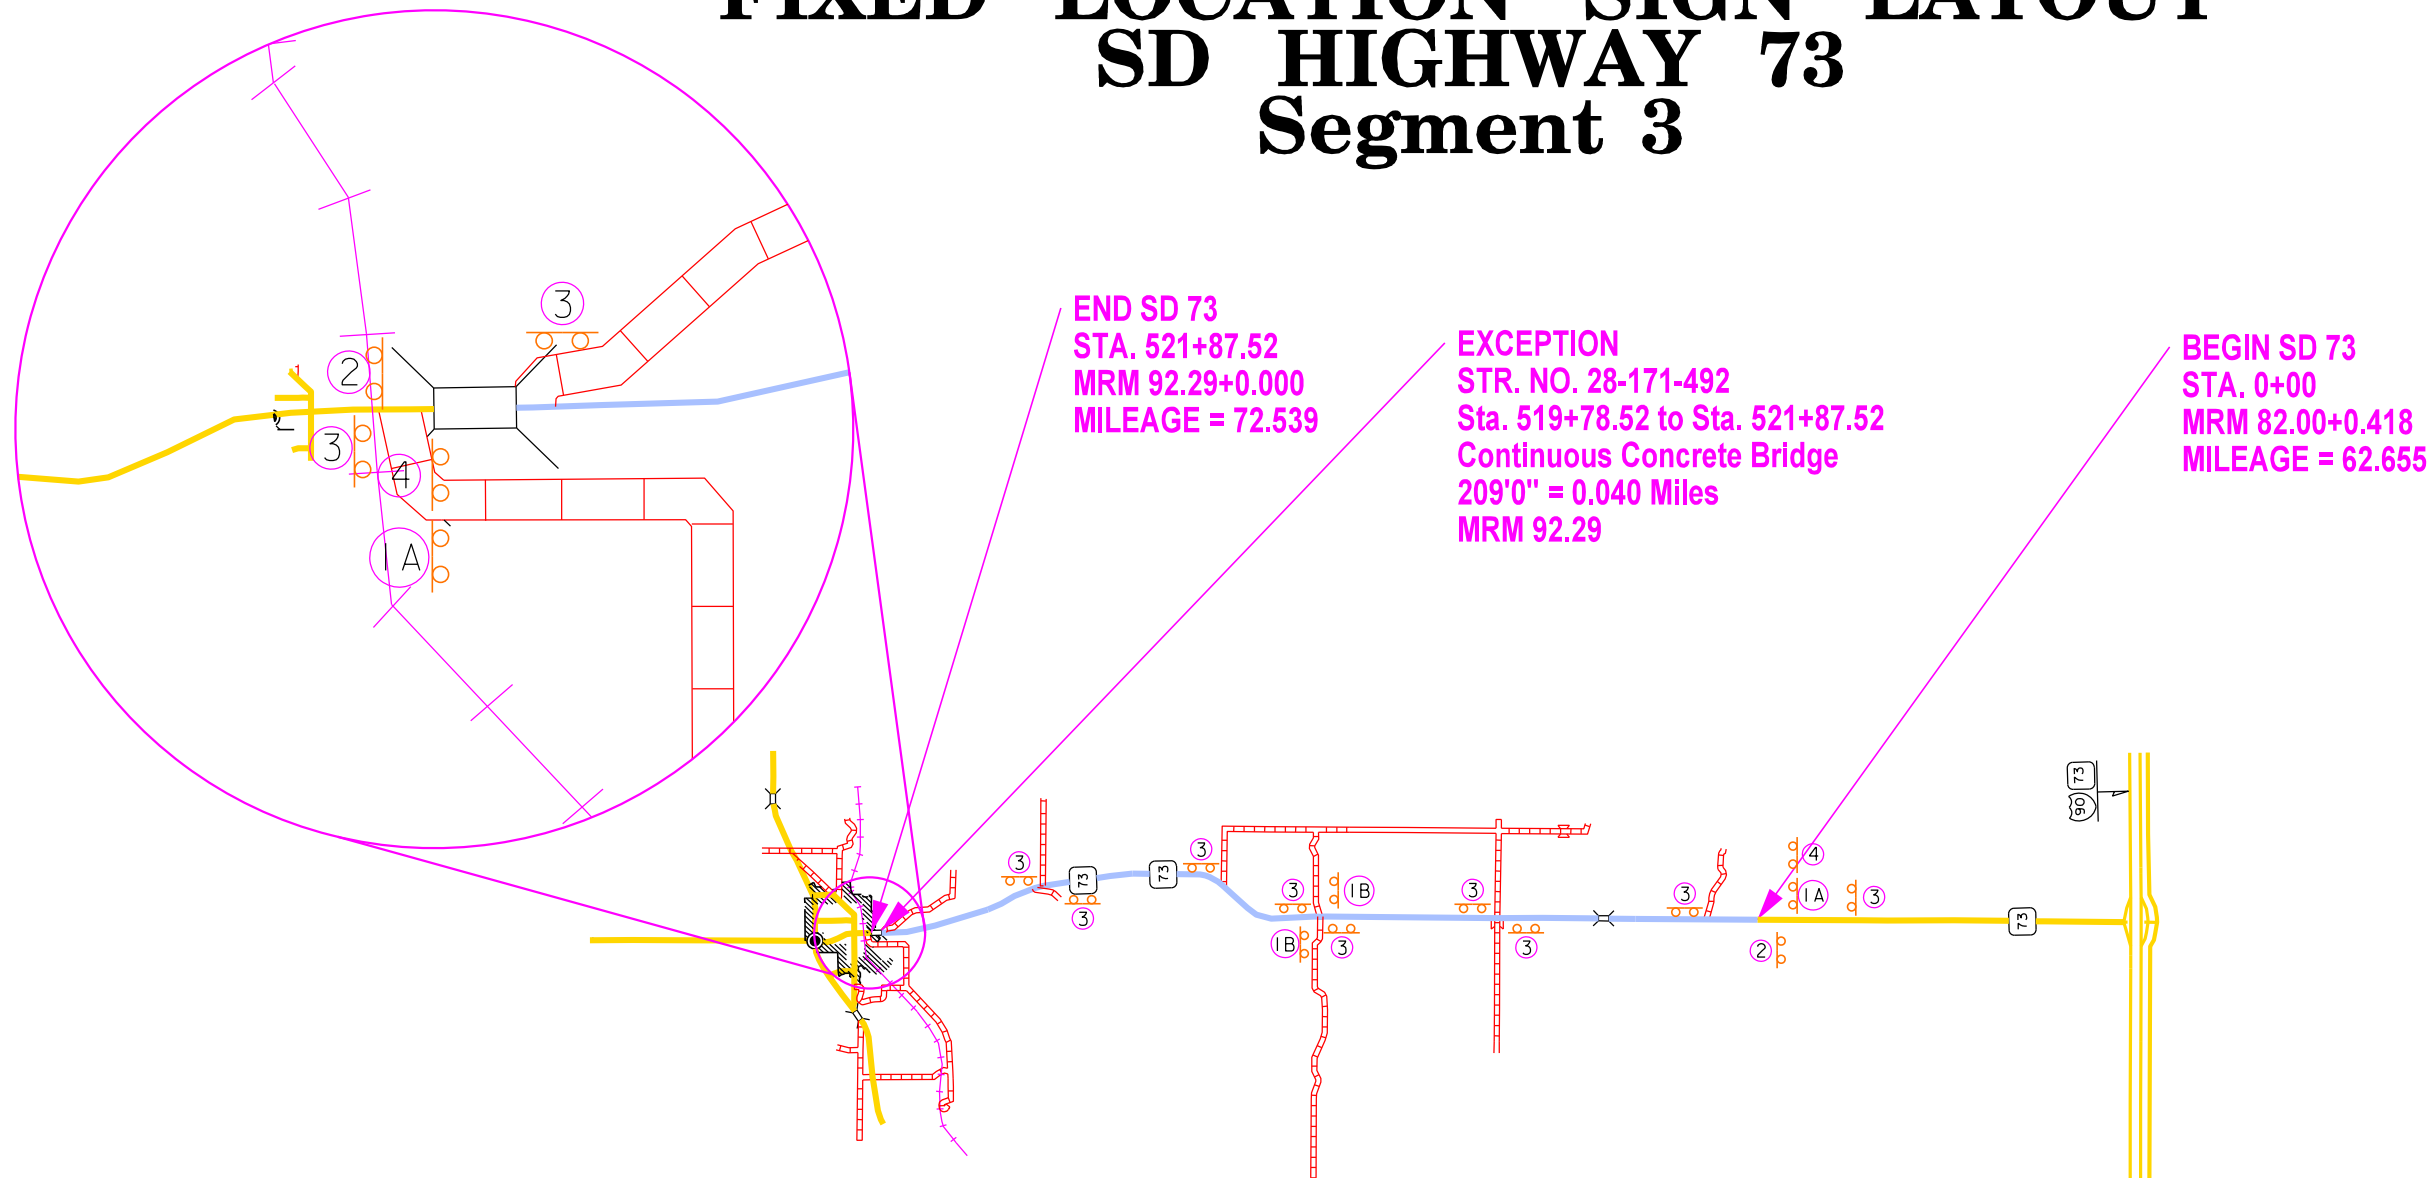 FIXED LOCATION SIGN LAYOUT
SD HIGHWAY 73
Segment 3
END SD 73
STA. 521+87.52
MRM 92.29+0.000
MILEAGE = 72.539
EXCEPTION
STR. NO. 28-171-492
Sta. 519+78.52 to Sta. 521+87.52
Continuous Concrete Bridge
209'0" = 0.040 Miles
MRM 92.29
BEGIN SD 73
STA. 0+00
MRM 82.00+0.418
MILEAGE = 62.655
3
2
3
4
1A
3
73
3
73
3
3
1B
1B
3
3
3
3
4
1A
3
2
73
73
90